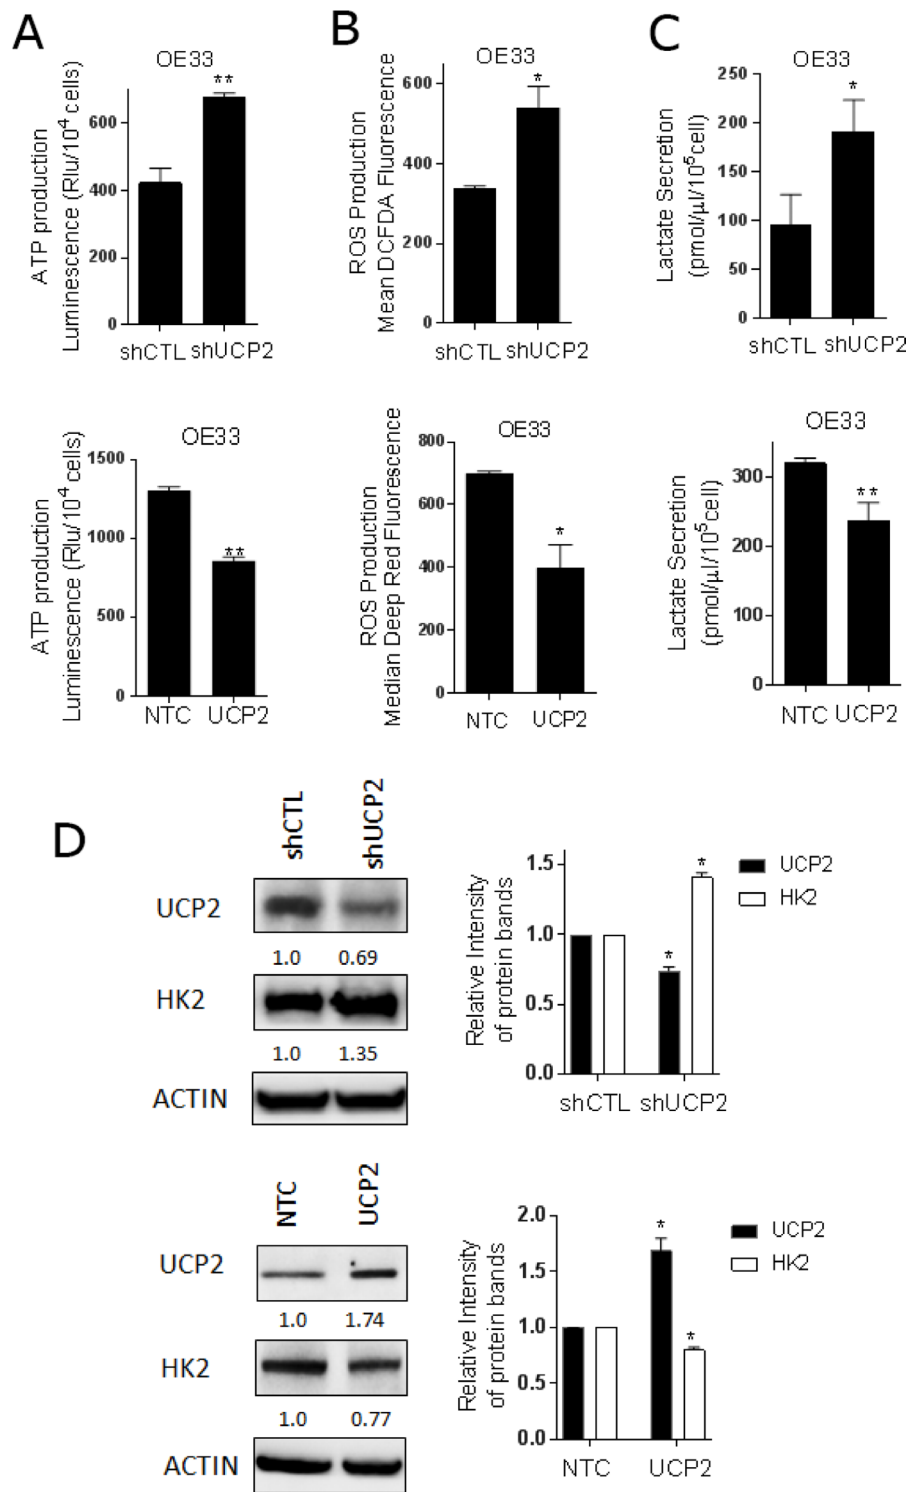 A
OE33
ATP production
Luminescence (Rlu/10⁴ cells)
600
400
200
0
**
shCTL shUCP2
B
OE33
ROS Production
Mean DCFDA Fluorescence
600
400
200
0
*
shCTL shUCP2
C
OE33
Lactate Secretion
(pmol/μl/10⁵cell)
250
200
150
100
50
0
*
shCTL shUCP2
OE33
ATP production
Luminescence (Rlu/10⁴ cells)
1500
1000
500
0
**
NTC UCP2
OE33
ROS Production
Median Deep Red Fluorescence
800
600
400
200
0
*
NTC UCP2
OE33
Lactate Secretion
(pmol/μl/10⁵cell)
300
200
100
0
**
NTC UCP2
D
shCTL shUCP2
UCP2
1.0 0.69
HK2
1.0 1.35
ACTIN
Relative Intensity
of protein bands
1.5
1.0
0.5
0.0
*
*
shCTL shUCP2
UCP2
HK2
NTC UCP2
UCP2
1.0 1.74
HK2
1.0 0.77
ACTIN
Relative Intensity
of protein bands
2.0
1.5
1.0
0.5
0.0
*
*
NTC UCP2
UCP2
HK2